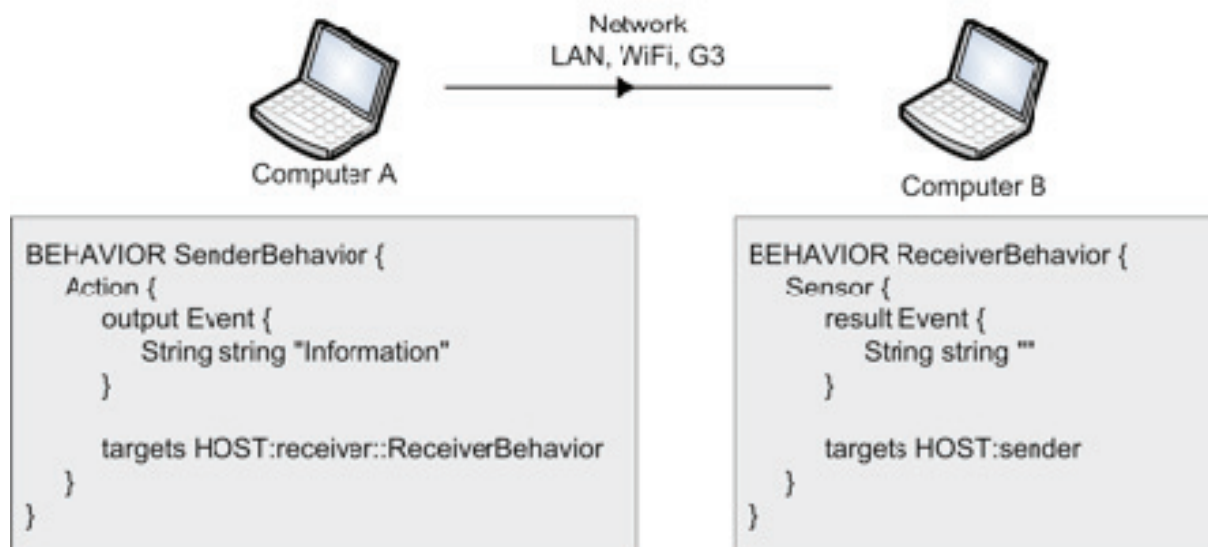 Network
LAN, WiFi, G3
Computer A
Computer B
BEHAVIOR SenderBehavior {
Action {
output Event {
String string "Information"
}
targets HOST:receiver::ReceiverBehavior
}
}
BEHAVIOR ReceiverBehavior {
Sensor {
result Event {
String string ""
}
targets HOST:sender
}
}